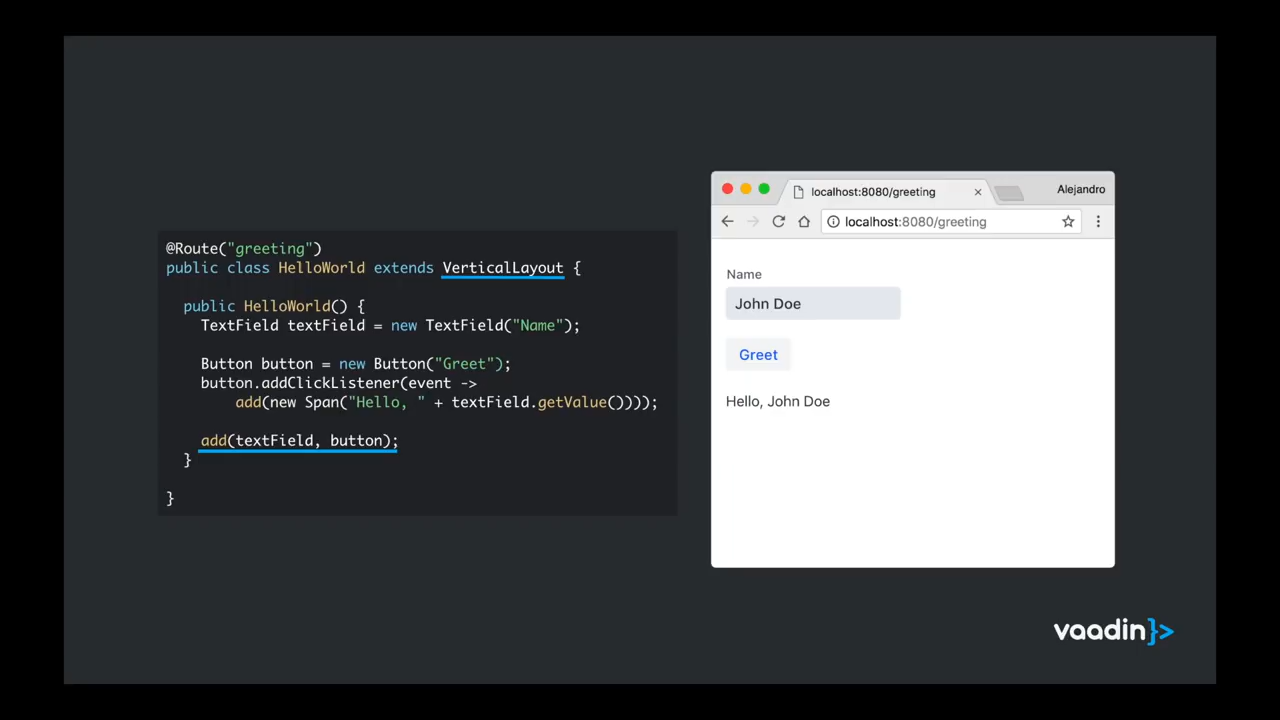 @Route("greeting")
public class HelloWorld extends VerticalLayout {
public HelloWorld() {
TextField textField = new TextField("Name");
Button button = new Button("Greet");
button.addClickListener(event ->
add(new Span("Hello, " + textField.getValue())));
add(textField, button);
}
}
localhost:8080/greeting
Alejandro
localhost:8080/greeting
Name
John Doe
Greet
Hello, John Doe
vaadin}>